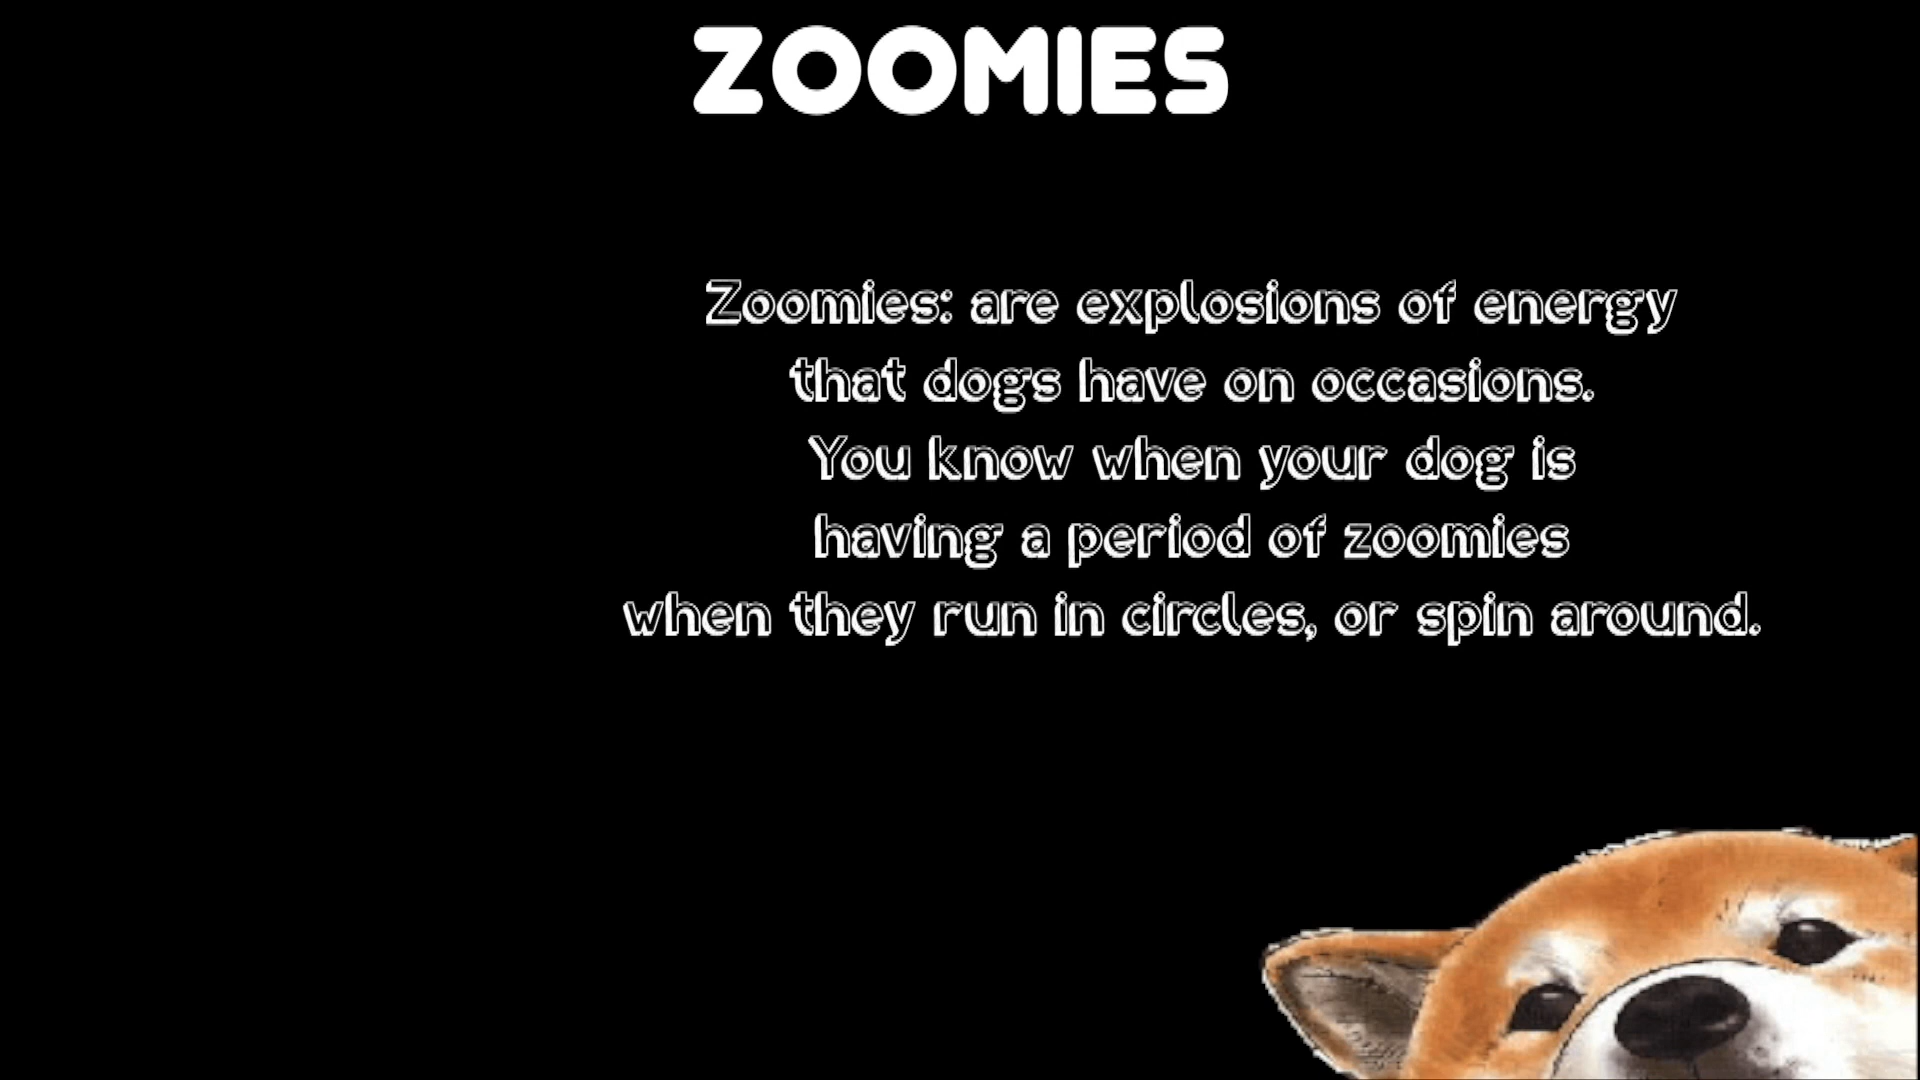 ZOOMIES
Zoomies: are explosions of energy
that dogs have on occasions.
You know when your dog is
having a period of zoomies
when they run in circles, or spin around.